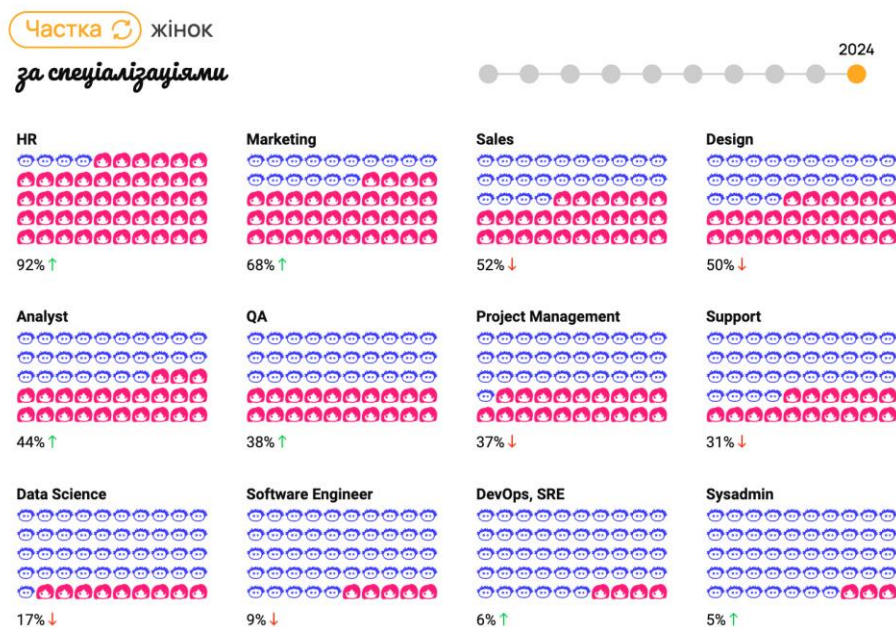 Частка жінок
за спеціалізаціями
2024
HR
Marketing
Sales
Design
92% ↑
68% ↑
52% ↓
50% ↓
Analyst
QA
Project Management
Support
44% ↑
38% ↑
37% ↓
31% ↓
Data Science
Software Engineer
DevOps, SRE
Sysadmin
17% ↓
9% ↓
6% ↑
5% ↑